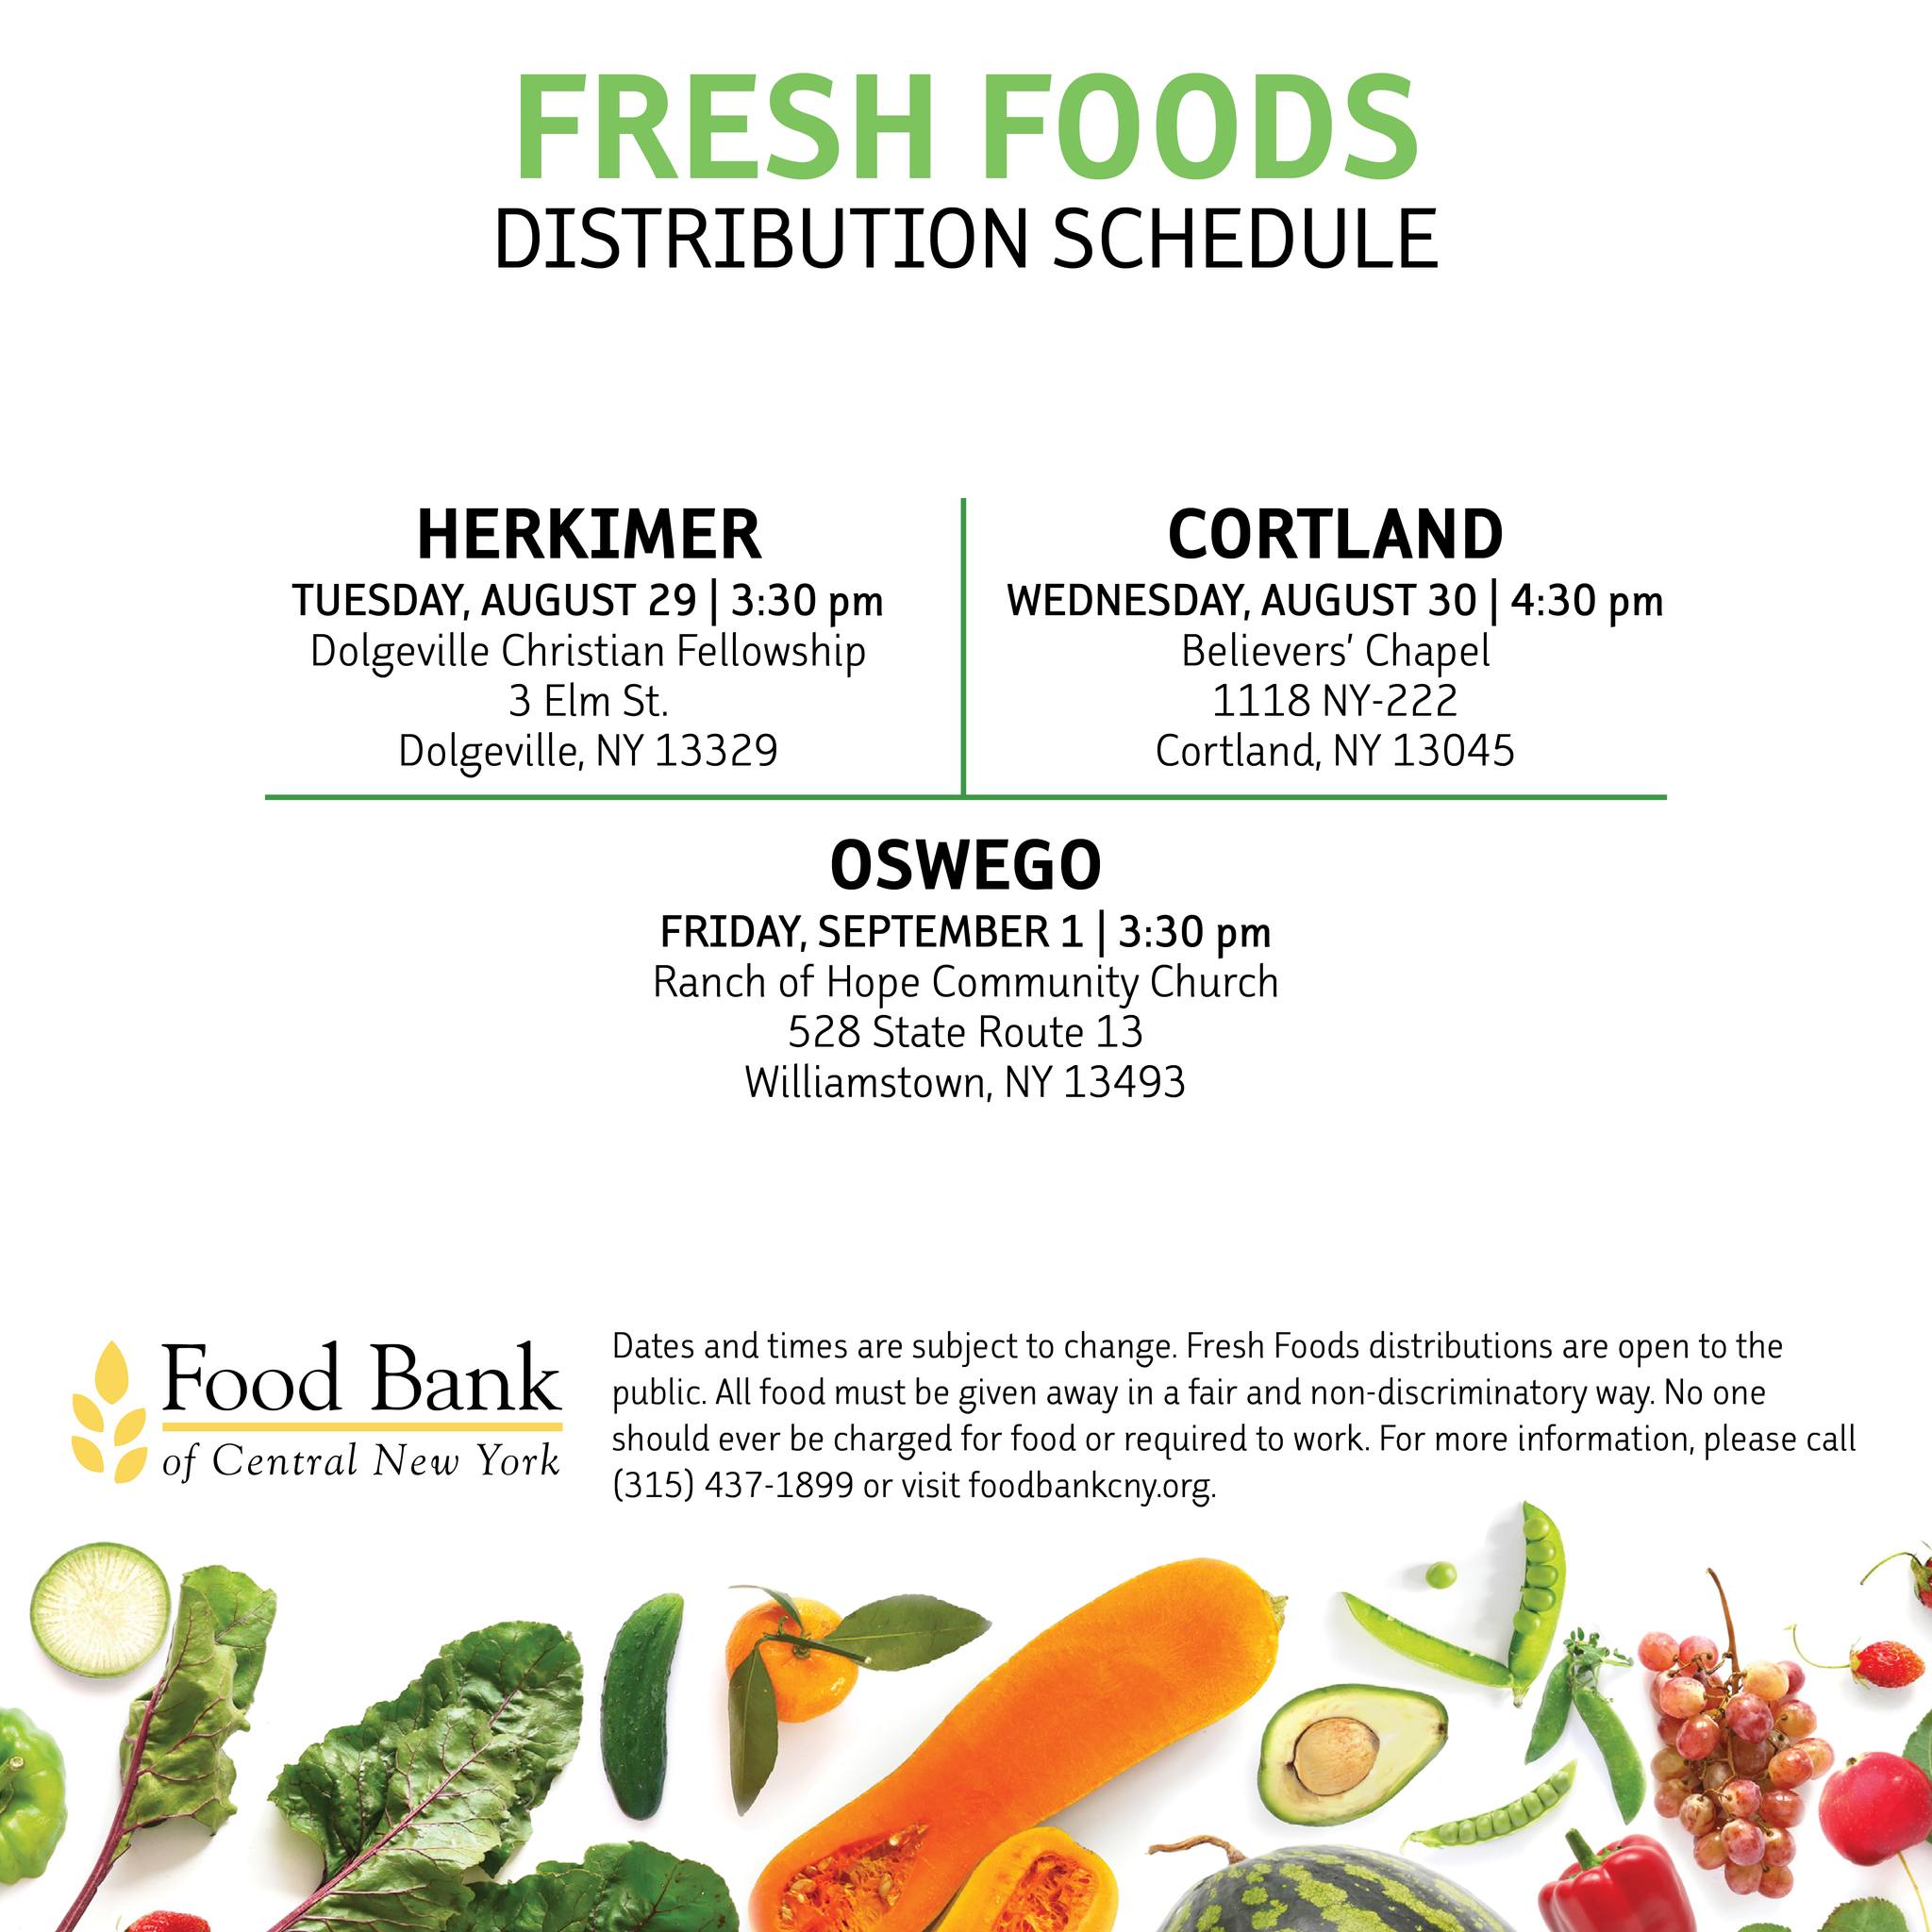 FRESH FOODS
DISTRIBUTION SCHEDULE
HERKIMER
TUESDAY, AUGUST 29 | 3:30 pm
Dolgeville Christian Fellowship
3 Elm St.
Dolgeville, NY 13329
CORTLAND
WEDNESDAY, AUGUST 30 | 4:30 pm
Believers’ Chapel
1118 NY-222
Cortland, NY 13045
OSWEGO
FRIDAY, SEPTEMBER 1 | 3:30 pm
Ranch of Hope Community Church
528 State Route 13
Williamstown, NY 13493
Food Bank
of Central New York
Dates and times are subject to change. Fresh Foods distributions are open to the
public. All food must be given away in a fair and non-discriminatory way. No one
should ever be charged for food or required to work. For more information, please call
(315) 437-1899 or visit foodbankcny.org.